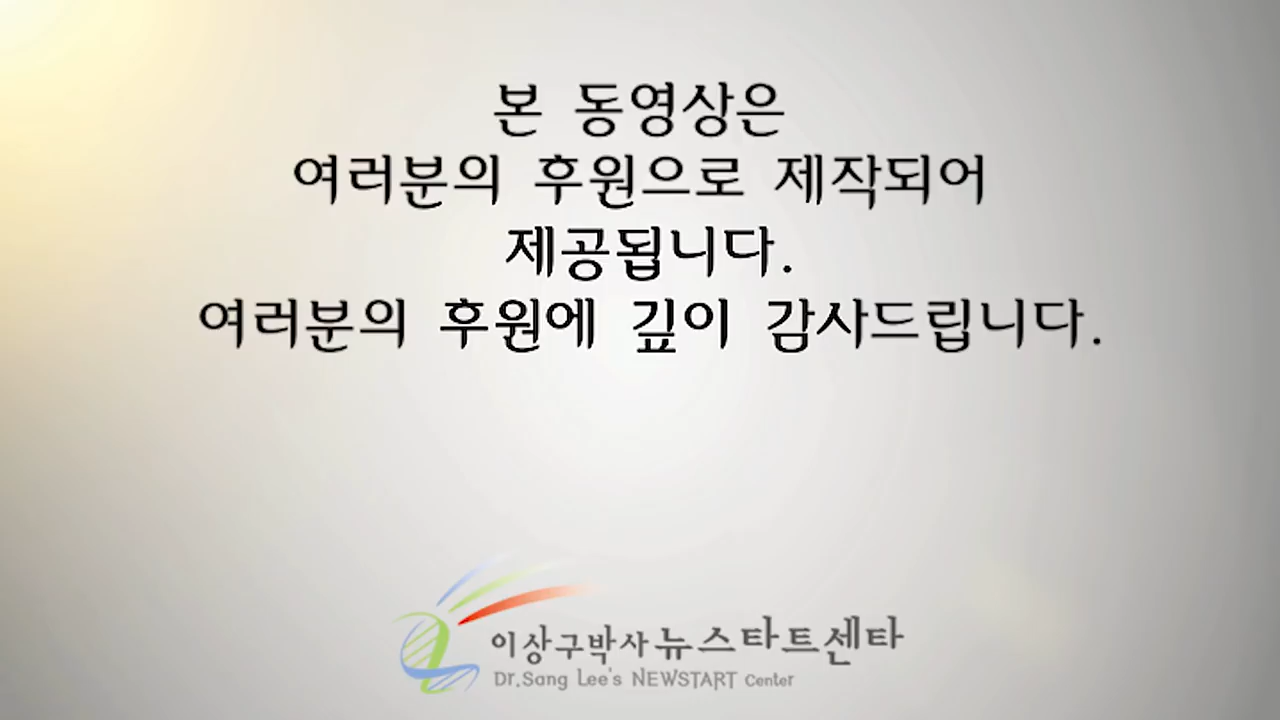 본 동영상은
여러분의 후원으로 제작되어
제공됩니다.
여러분의 후원에 깊이 감사드립니다.
이상구박사 뉴스타트센타
Dr.Sang Lee's NEWSTART Center